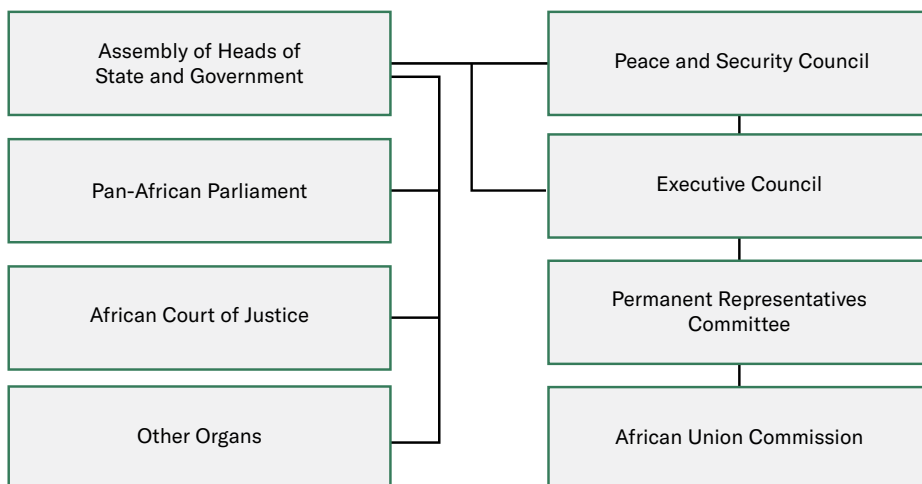 Assembly of Heads of
State and Government
Pan-African Parliament
African Court of Justice
Other Organs
Peace and Security Council
Executive Council
Permanent Representatives
Committee
African Union Commission